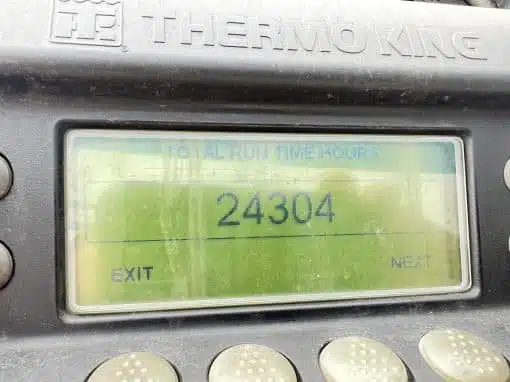 THERMO KING
TOTAL RUN TIME HOURS
24304
EXIT NEXT